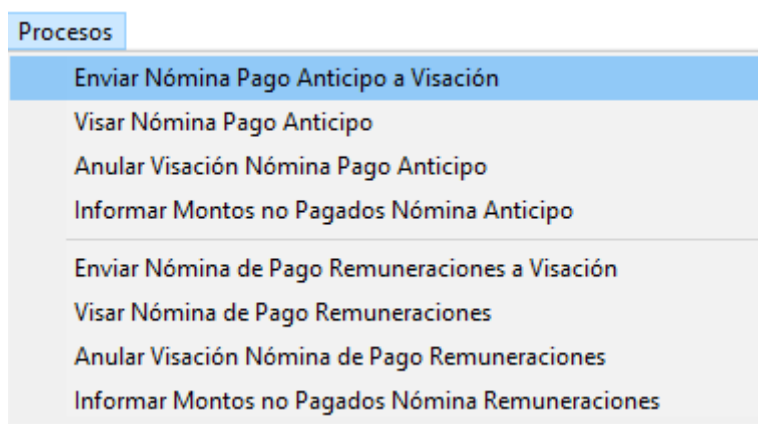 Procesos
Enviar Nómina Pago Anticipo a Visación
Visar Nómina Pago Anticipo
Anular Visación Nómina Pago Anticipo
Informar Montos no Pagados Nómina Anticipo
Enviar Nómina de Pago Remuneraciones a Visación
Visar Nómina de Pago Remuneraciones
Anular Visación Nómina de Pago Remuneraciones
Informar Montos no Pagados Nómina Remuneraciones